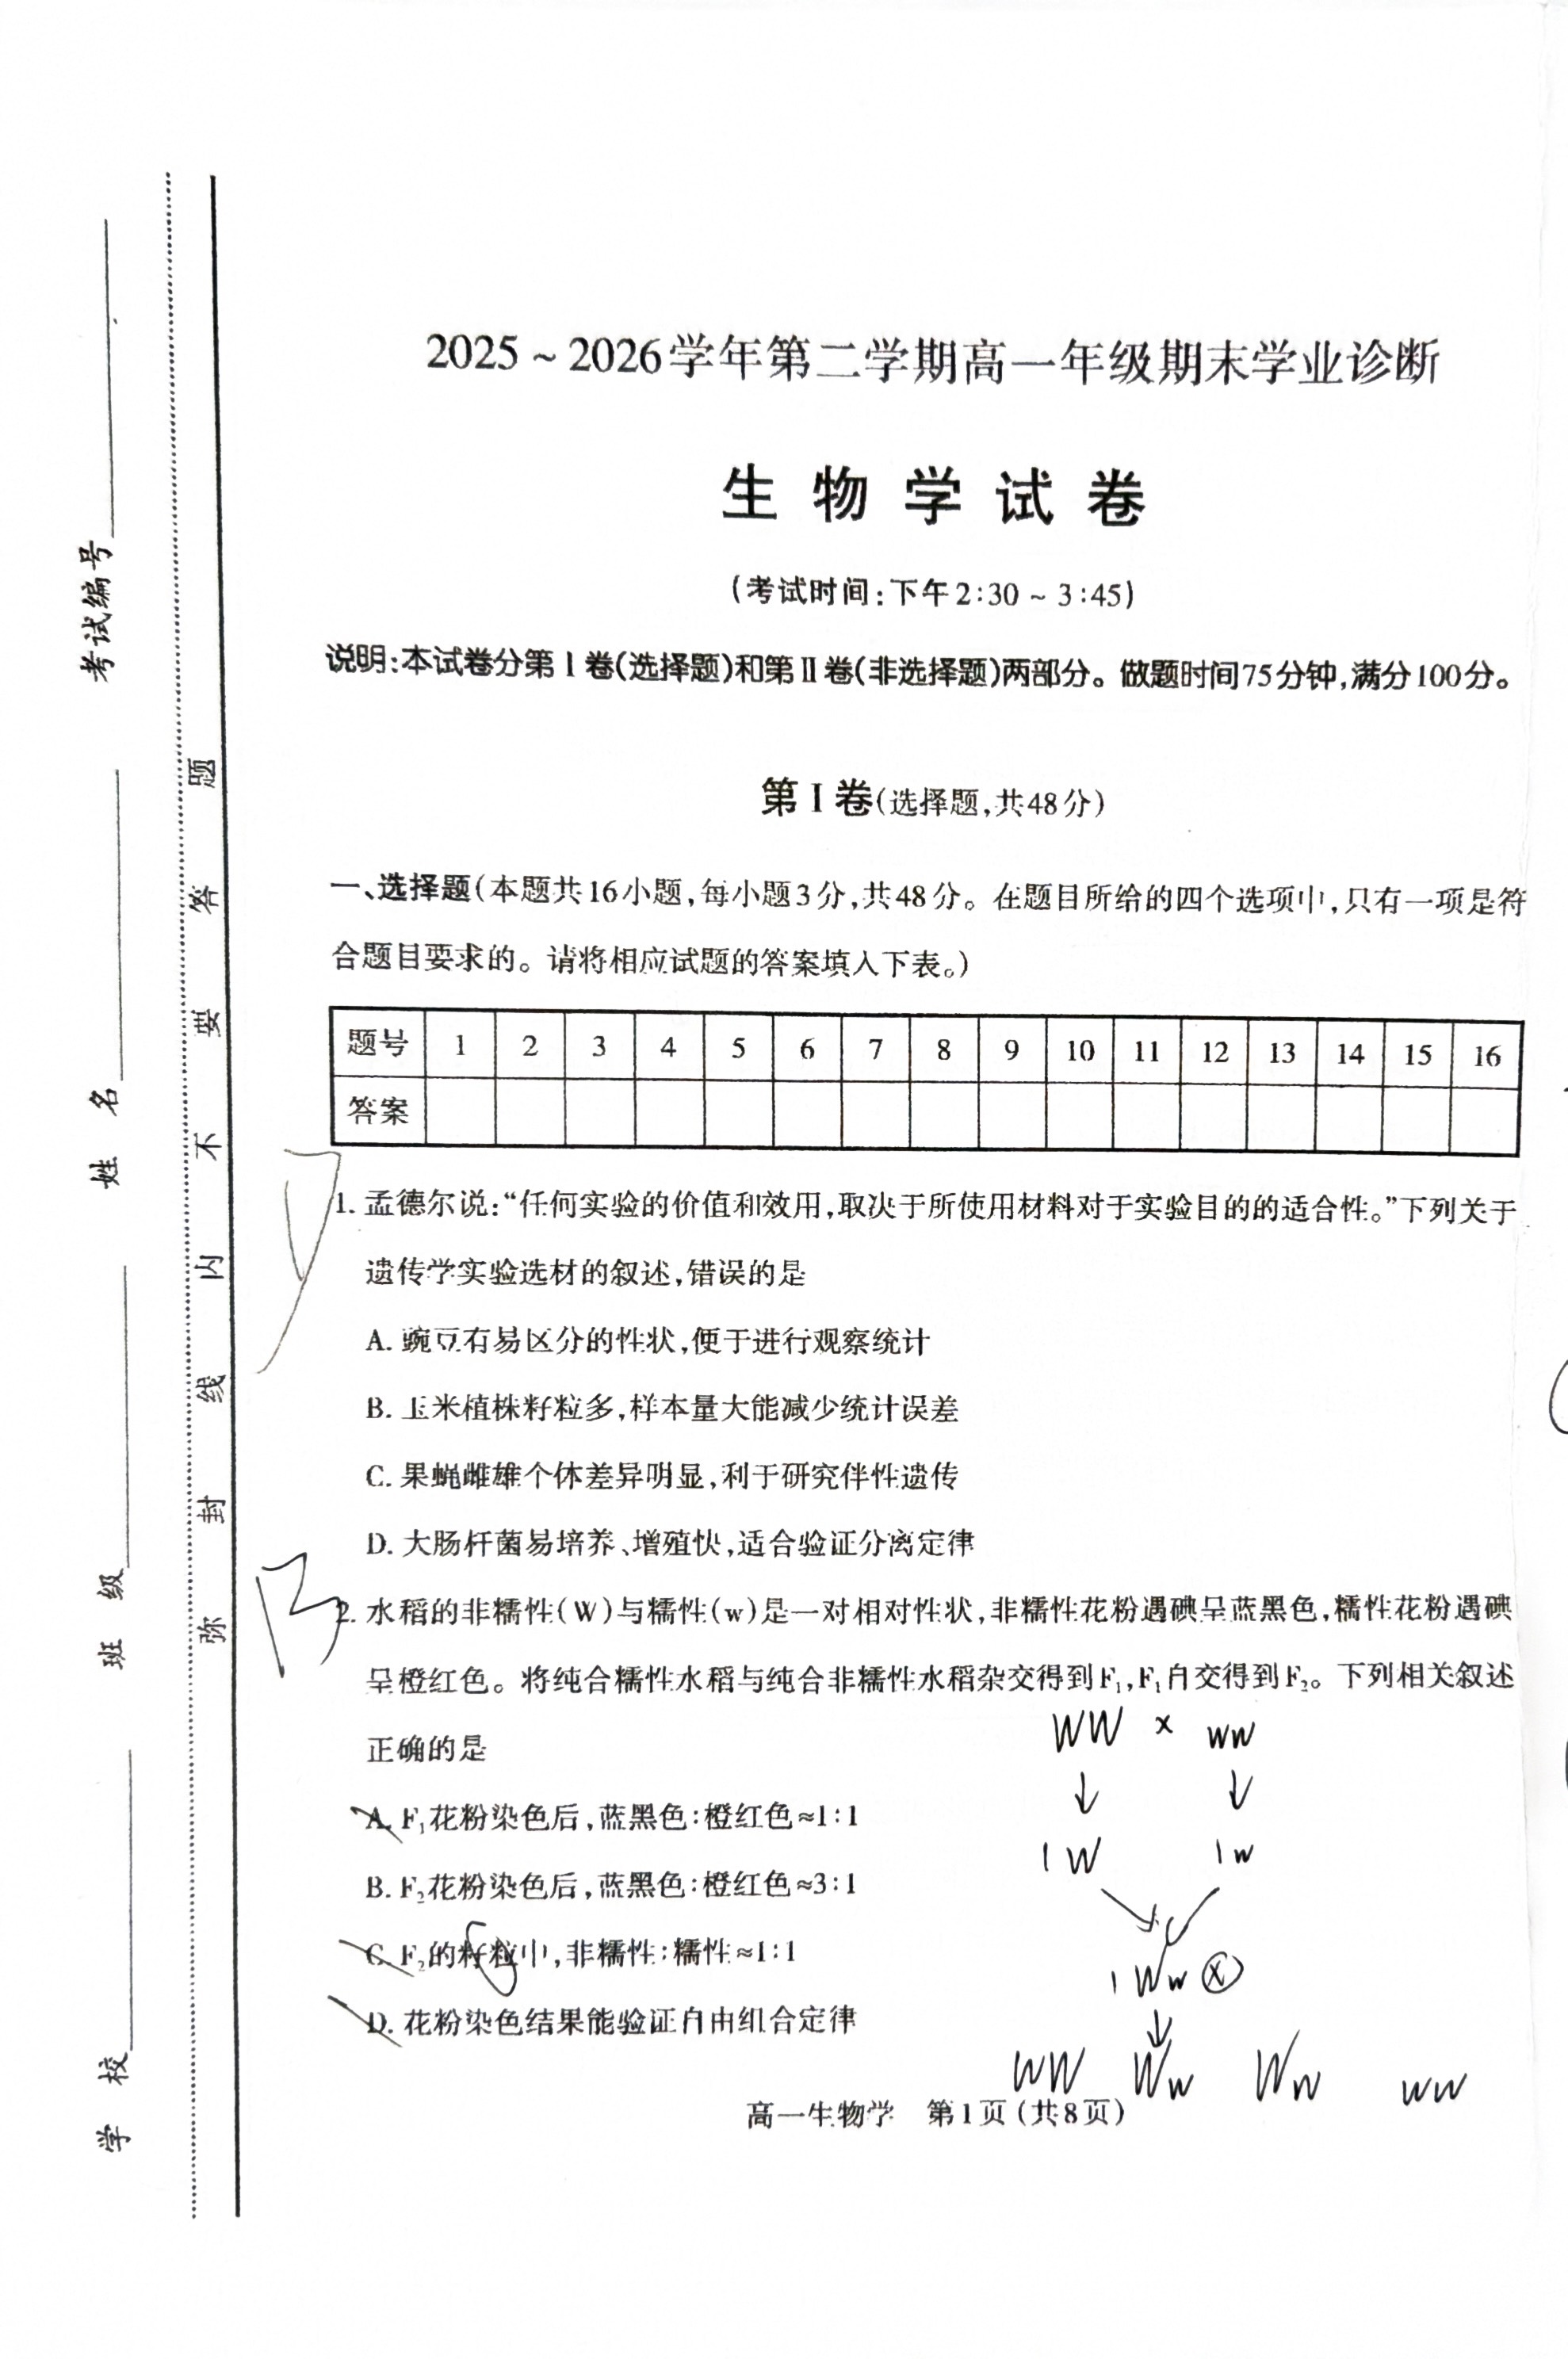 2025～2026学年第二学期高一年级期末学业诊断
生物学试卷
(考试时间:下午2:30～3:45)
说明:本试卷分第Ⅰ卷(选择题)和第Ⅱ卷(非选择题)两部分。做题时间75分钟,满分100分。
第Ⅰ卷(选择题,共48分)
一、选择题(本题共16小题,每小题3分,共48分。在题目所给的四个选项中,只有一项是符
合题目要求的。请将相应试题的答案填入下表。)
题号 1 2 3 4 5 6 7 8 9 10 11 12 13 14 15 16
答案
1. 孟德尔说:“任何实验的价值和效用,取决于所使用材料对于实验目的的适合性。”下列关于
遗传学实验选材的叙述,错误的是
A. 豌豆有易区分的性状,便于进行观察统计
B. 玉米植株籽粒多,样本量大能减少统计误差
C. 果蝇雌雄个体差异明显,利于研究伴性遗传
D. 大肠杆菌易培养、增殖快,适合验证分离定律
B
2. 水稻的非糯性(W)与糯性(w)是一对相对性状,非糯性花粉遇碘呈蓝黑色,糯性花粉遇碘
呈橙红色。将纯合糯性水稻与纯合非糯性水稻杂交得到F₁,F₁自交得到F₂。下列相关叙述
正确的是
WW × ww
A. F₁花粉染色后,蓝黑色:橙红色≈1:1
1W 1w
B. F₂花粉染色后,蓝黑色:橙红色≈3:1
C. F₂的籽粒中,非糯性:糯性≈1:1
1Ww ⊗
D. 花粉染色结果能验证自由组合定律
WW Ww Ww ww
高一生物学 第1页(共8页)
学校
班级
姓名
考试编号
弥封线内不要答题